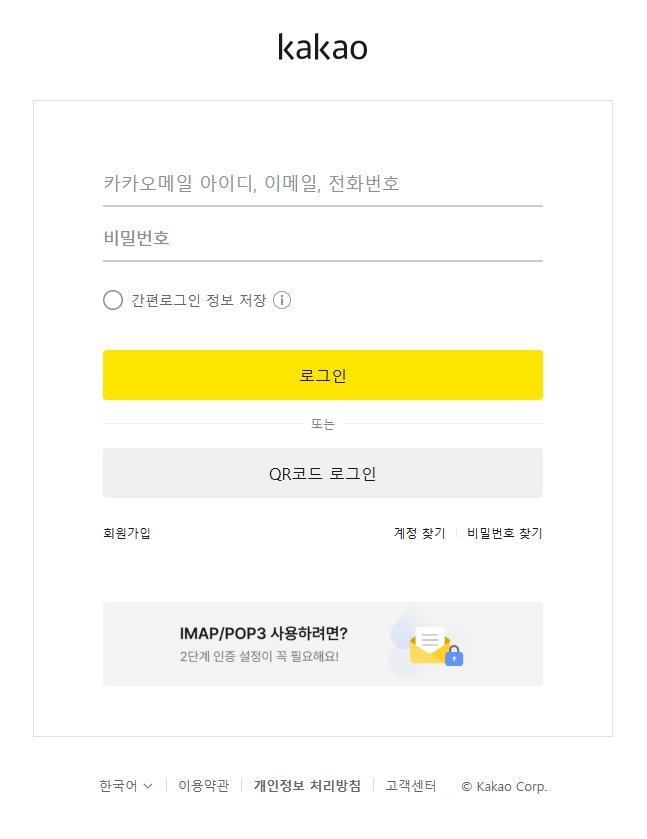 kakao
카카오메일 아이디, 이메일, 전화번호
비밀번호
간편로그인 정보 저장
로그인
또는
QR코드 로그인
회원가입 계정 찾기 비밀번호 찾기
IMAP/POP3 사용하려면?
2단계 인증 설정이 꼭 필요해요!
한국어 이용약관 개인정보 처리방침 고객센터 © Kakao Corp.